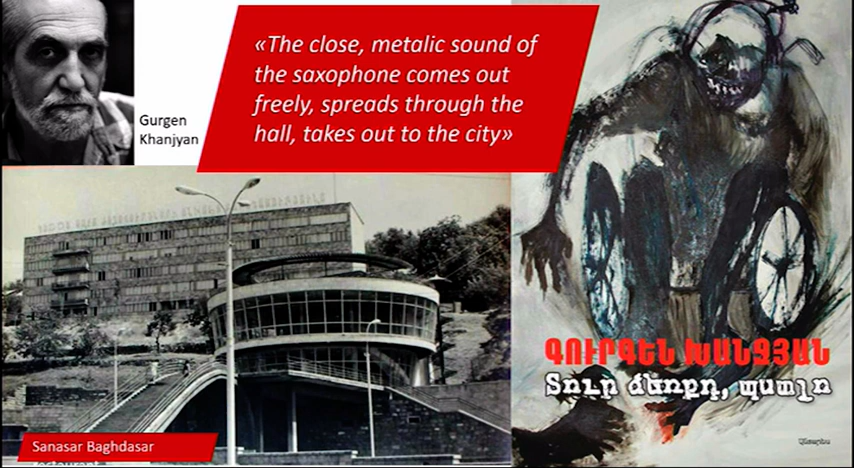 Gurgen
Khanjyan
«The close, metalic sound of
the saxophone comes out
freely, spreads through the
hall, takes out to the city»
ԳՈՒՐԳԵՆ ԽԱՆՋՅԱՆ
Տուր ձեռքդ, պստլո
Sanasar Baghdasar